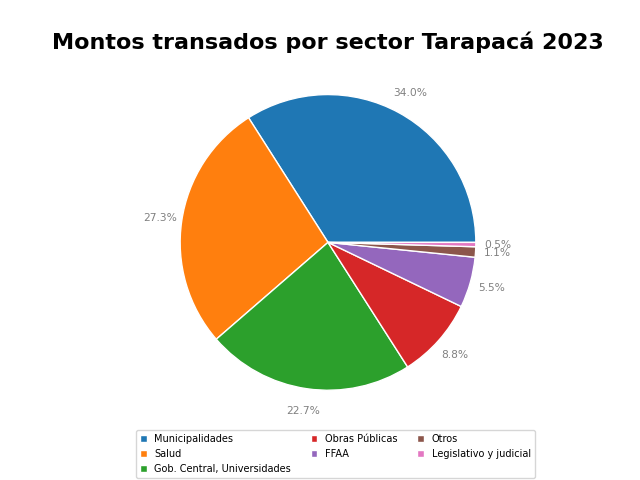 Montos transados por sector Tarapacá 2023
34.0%
27.3%
0.5%
1.1%
5.5%
8.8%
22.7%
Municipalidades
Salud
Gob. Central, Universidades
Obras Públicas
FFAA
Otros
Legislativo y judicial